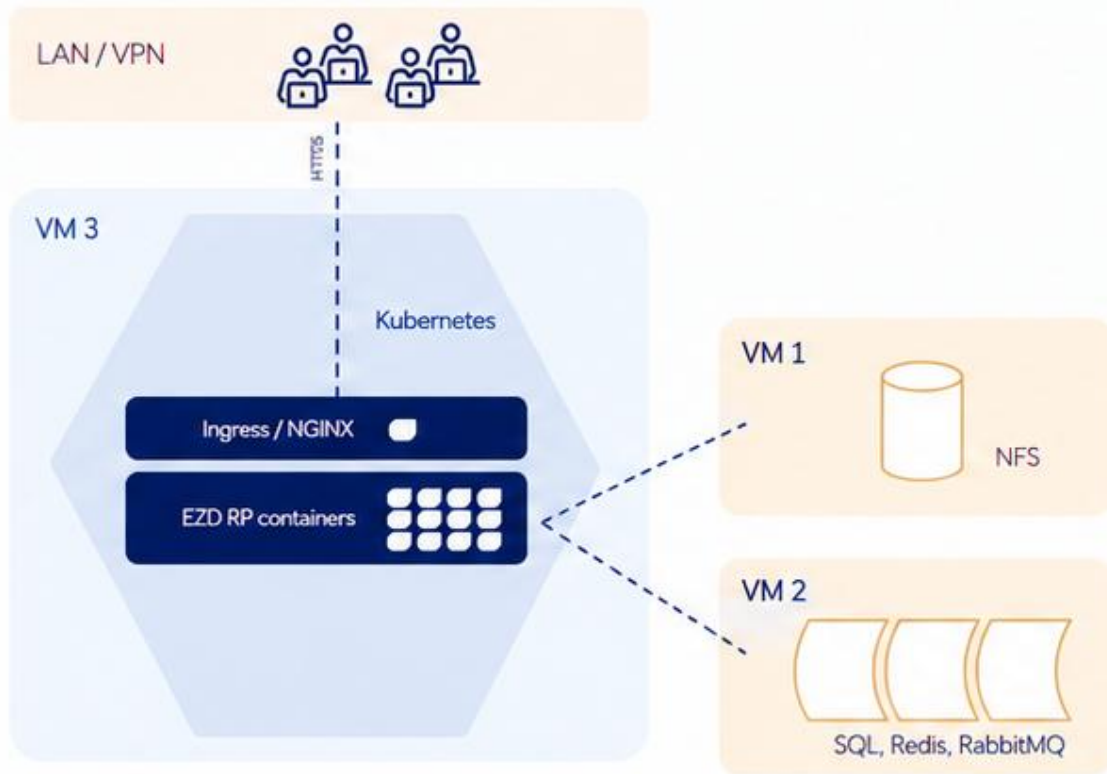 LAN / VPN
HTTPS
VM 3
Kubernetes
Ingress / NGINX
EZD RP containers
VM 1
NFS
VM 2
SQL, Redis, RabbitMQ